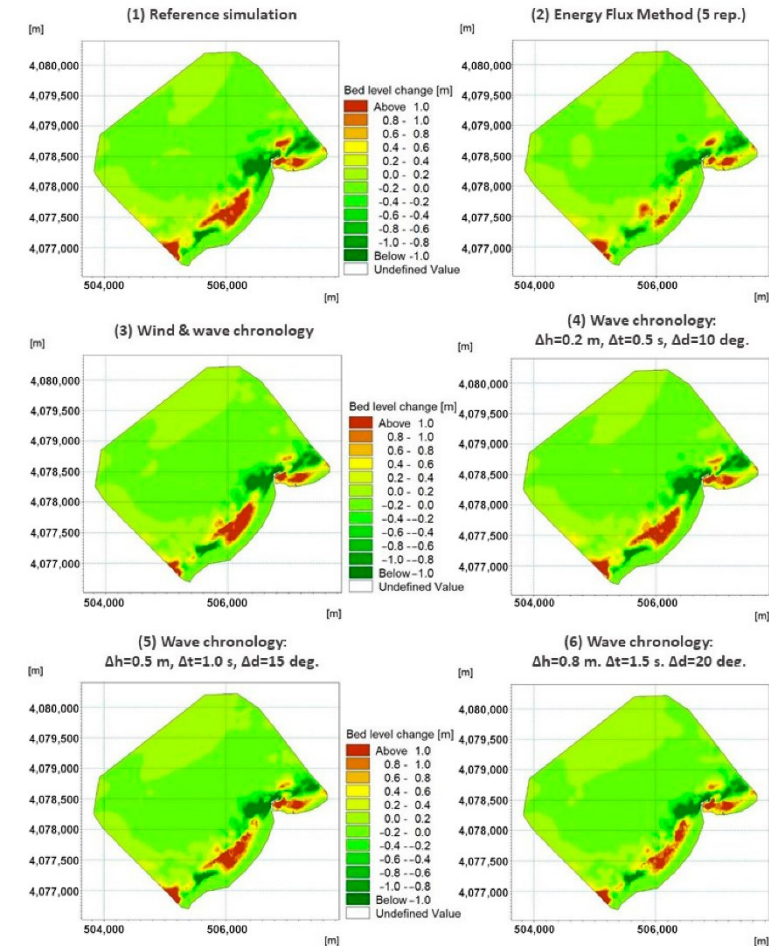 (1) Reference simulation
(2) Energy Flux Method (5 rep.)
[m]
[m]
4,080,000
4,079,500
4,079,000
4,078,500
4,078,000
4,077,500
4,077,000
504,000
506,000
[m]
Bed level change [m]
Above 1.0
0.8 - 1.0
0.6 - 0.8
0.4 - 0.6
0.2 - 0.4
0.0 - 0.2
-0.2 - 0.0
-0.4 --0.2
-0.6 --0.4
-0.8 --0.6
-1.0 --0.8
Below -1.0
Undefined Value
4,080,000
4,079,500
4,079,000
4,078,500
4,078,000
4,077,500
4,077,000
504,000
506,000
[m]
(3) Wind & wave chronology
(4) Wave chronology:
Δh=0.2 m, Δt=0.5 s, Δd=10 deg.
[m]
[m]
4,080,000
4,079,500
4,079,000
4,078,500
4,078,000
4,077,500
4,077,000
504,000
506,000
[m]
Bed level change [m]
Above 1.0
0.8 - 1.0
0.6 - 0.8
0.4 - 0.6
0.2 - 0.4
0.0 - 0.2
-0.2 - 0.0
-0.4 --0.2
-0.6 --0.4
-0.8 --0.6
-1.0 --0.8
Below -1.0
Undefined Value
4,080,000
4,079,500
4,079,000
4,078,500
4,078,000
4,077,500
4,077,000
504,000
506,000
[m]
(5) Wave chronology:
Δh=0.5 m, Δt=1.0 s, Δd=15 deg.
(6) Wave chronology:
Δh=0.8 m. Δt=1.5 s. Δd=20 deg.
[m]
[m]
4,080,000
4,079,500
4,079,000
4,078,500
4,078,000
4,077,500
4,077,000
504,000
506,000
[m]
Bed level change [m]
Above 1.0
0.8 - 1.0
0.6 - 0.8
0.4 - 0.6
0.2 - 0.4
0.0 - 0.2
-0.2 - 0.0
-0.4 --0.2
-0.6 --0.4
-0.8 --0.6
-1.0 --0.8
Below -1.0
Undefined Value
4,080,000
4,079,500
4,079,000
4,078,500
4,078,000
4,077,500
4,077,000
504,000
506,000
[m]